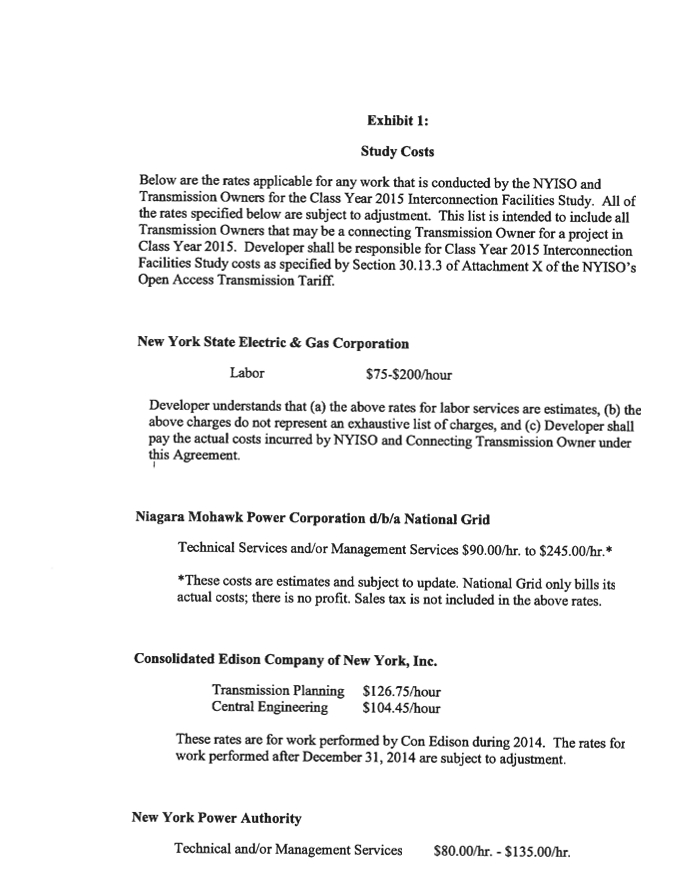 Exhibit 1:
Study Costs
Below are the rates applicable for any work that is conducted by the NYISO and
Transmission Owners for the Class Year 2015 Interconnection Facilities Study. All of
the rates specified below are subject to adjustment. This list is intended to include all
Transmission Owners that may be a connecting Transmission Owner for a project in
Class Year 2015. Developer shall be responsible for Class Year 2015 Interconnection
Facilities Study costs as specified by Section 30.13.3 of Attachment X of the NYISO's
Open Access Transmission Tariff.
New York State Electric & Gas Corporation
Labor $75-$200/hour
Developer understands that (a) the above rates for labor services are estimates, (b) the
above charges do not represent an exhaustive list of charges, and (c) Developer shall
pay the actual costs incurred by NYISO and Connecting Transmission Owner under
this Agreement.
Niagara Mohawk Power Corporation d/b/a National Grid
Technical Services and/or Management Services $90.00/hr. to $245.00/hr.*
*These costs are estimates and subject to update. National Grid only bills its
actual costs; there is no profit. Sales tax is not included in the above rates.
Consolidated Edison Company of New York, Inc.
Transmission Planning $126.75/hour
Central Engineering $104.45/hour
These rates are for work performed by Con Edison during 2014. The rates for
work performed after December 31, 2014 are subject to adjustment.
New York Power Authority
Technical and/or Management Services $80.00/hr. - $135.00/hr.